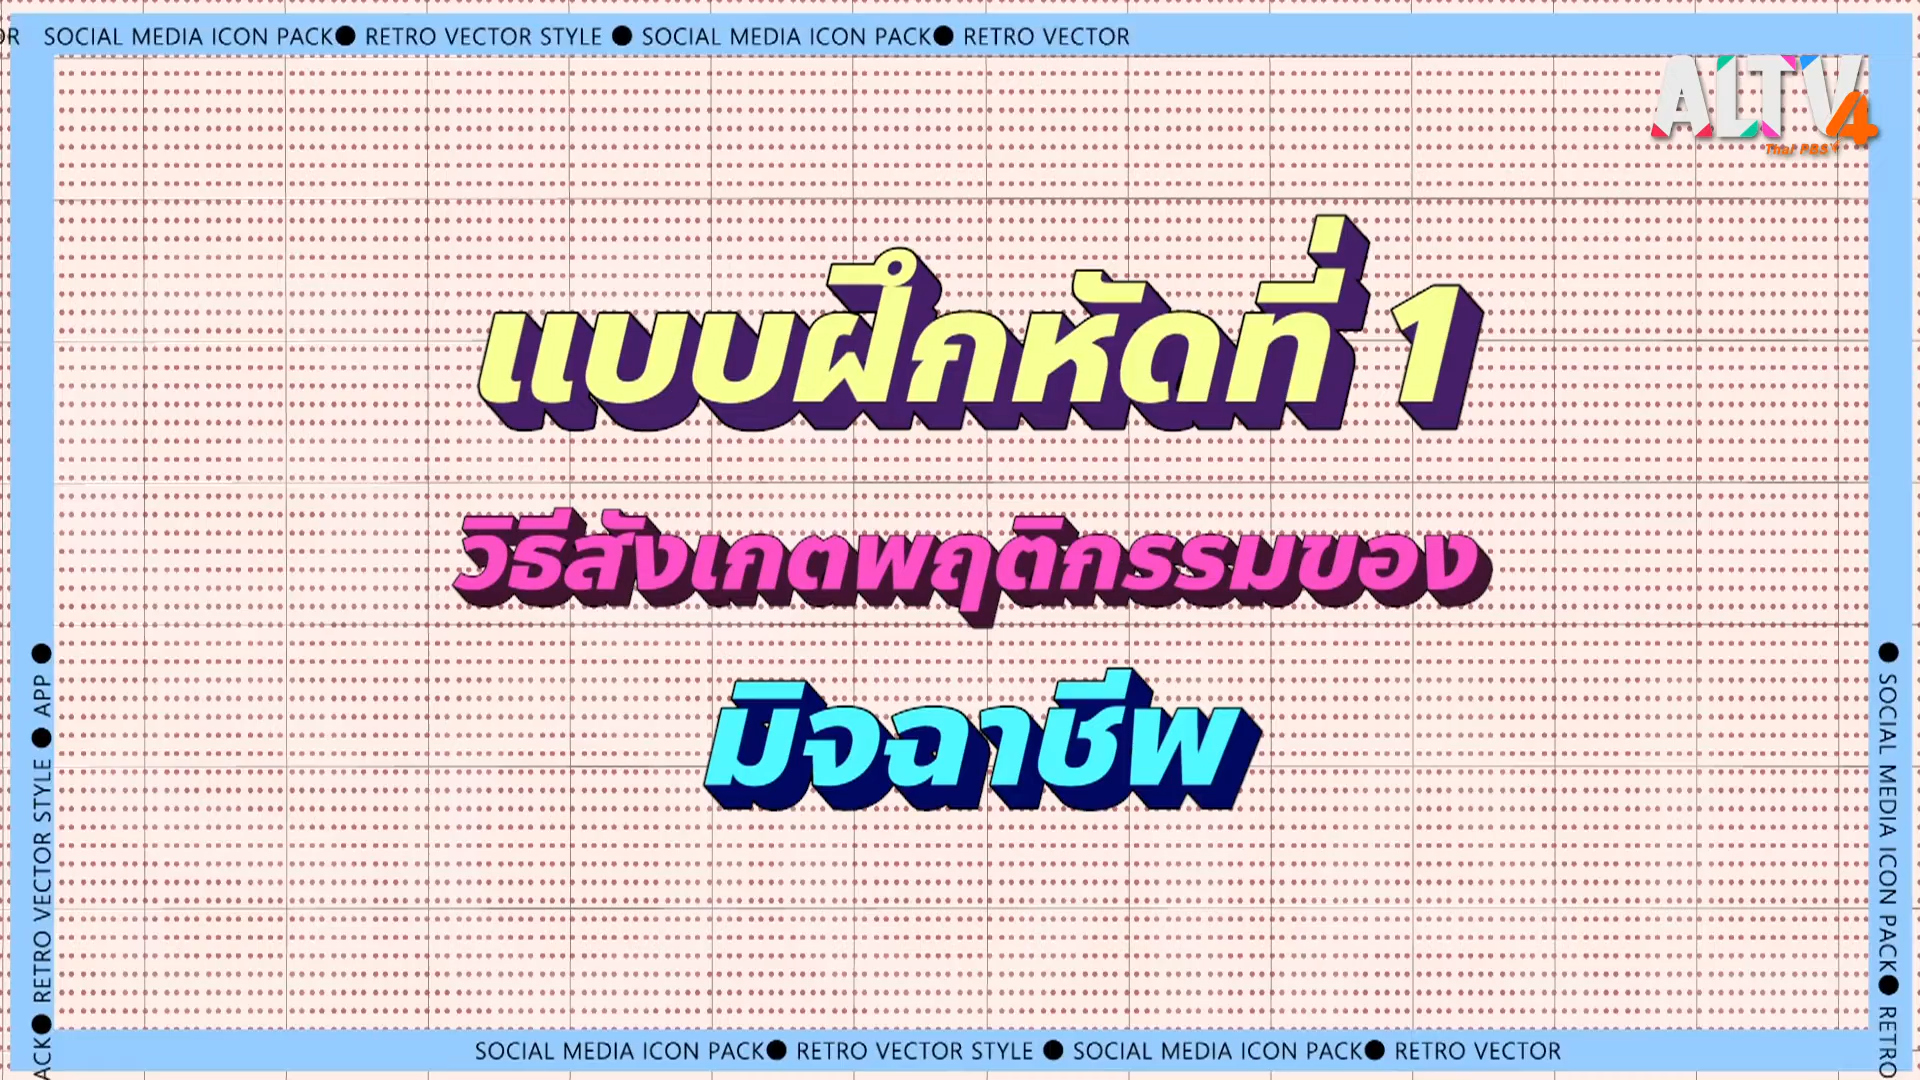 SOCIAL MEDIA ICON PACK● RETRO VECTOR STYLE ● SOCIAL MEDIA ICON PACK● RETRO VECTOR
ALTV4
Thai PBS
แบบฝึกหัดที่ 1
วิธีสังเกตพฤติกรรมของ
มิจฉาชีพ
ACK● RETRO VECTOR STYLE ● APP ●
● SOCIAL MEDIA ICON PACK● RETRO
SOCIAL MEDIA ICON PACK● RETRO VECTOR STYLE ● SOCIAL MEDIA ICON PACK● RETRO VECTOR